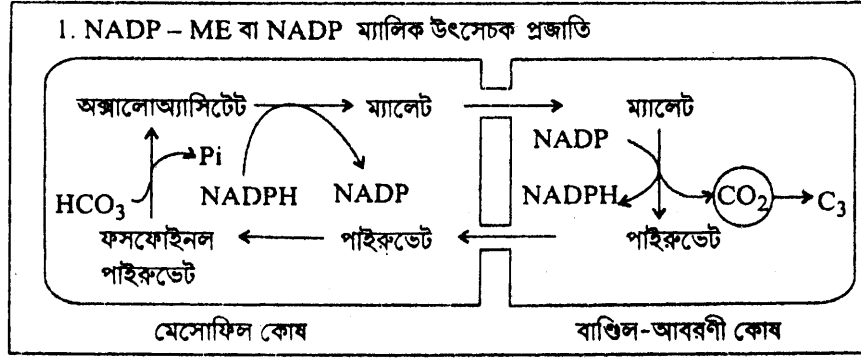 1. NADP – ME বা NADP ম্যালিক উৎসেচক প্রজাতি
অক্সালোঅ্যাসিটেট ম্যালেট ম্যালেট
NADP
Pi
HCO3 NADPH NADP NADPH CO2 C3
ফসফোইনল পাইরুভেট পাইরুভেট
পাইরুভেট
মেসোফিল কোষ বাণ্ডিল-আবরণী কোষ